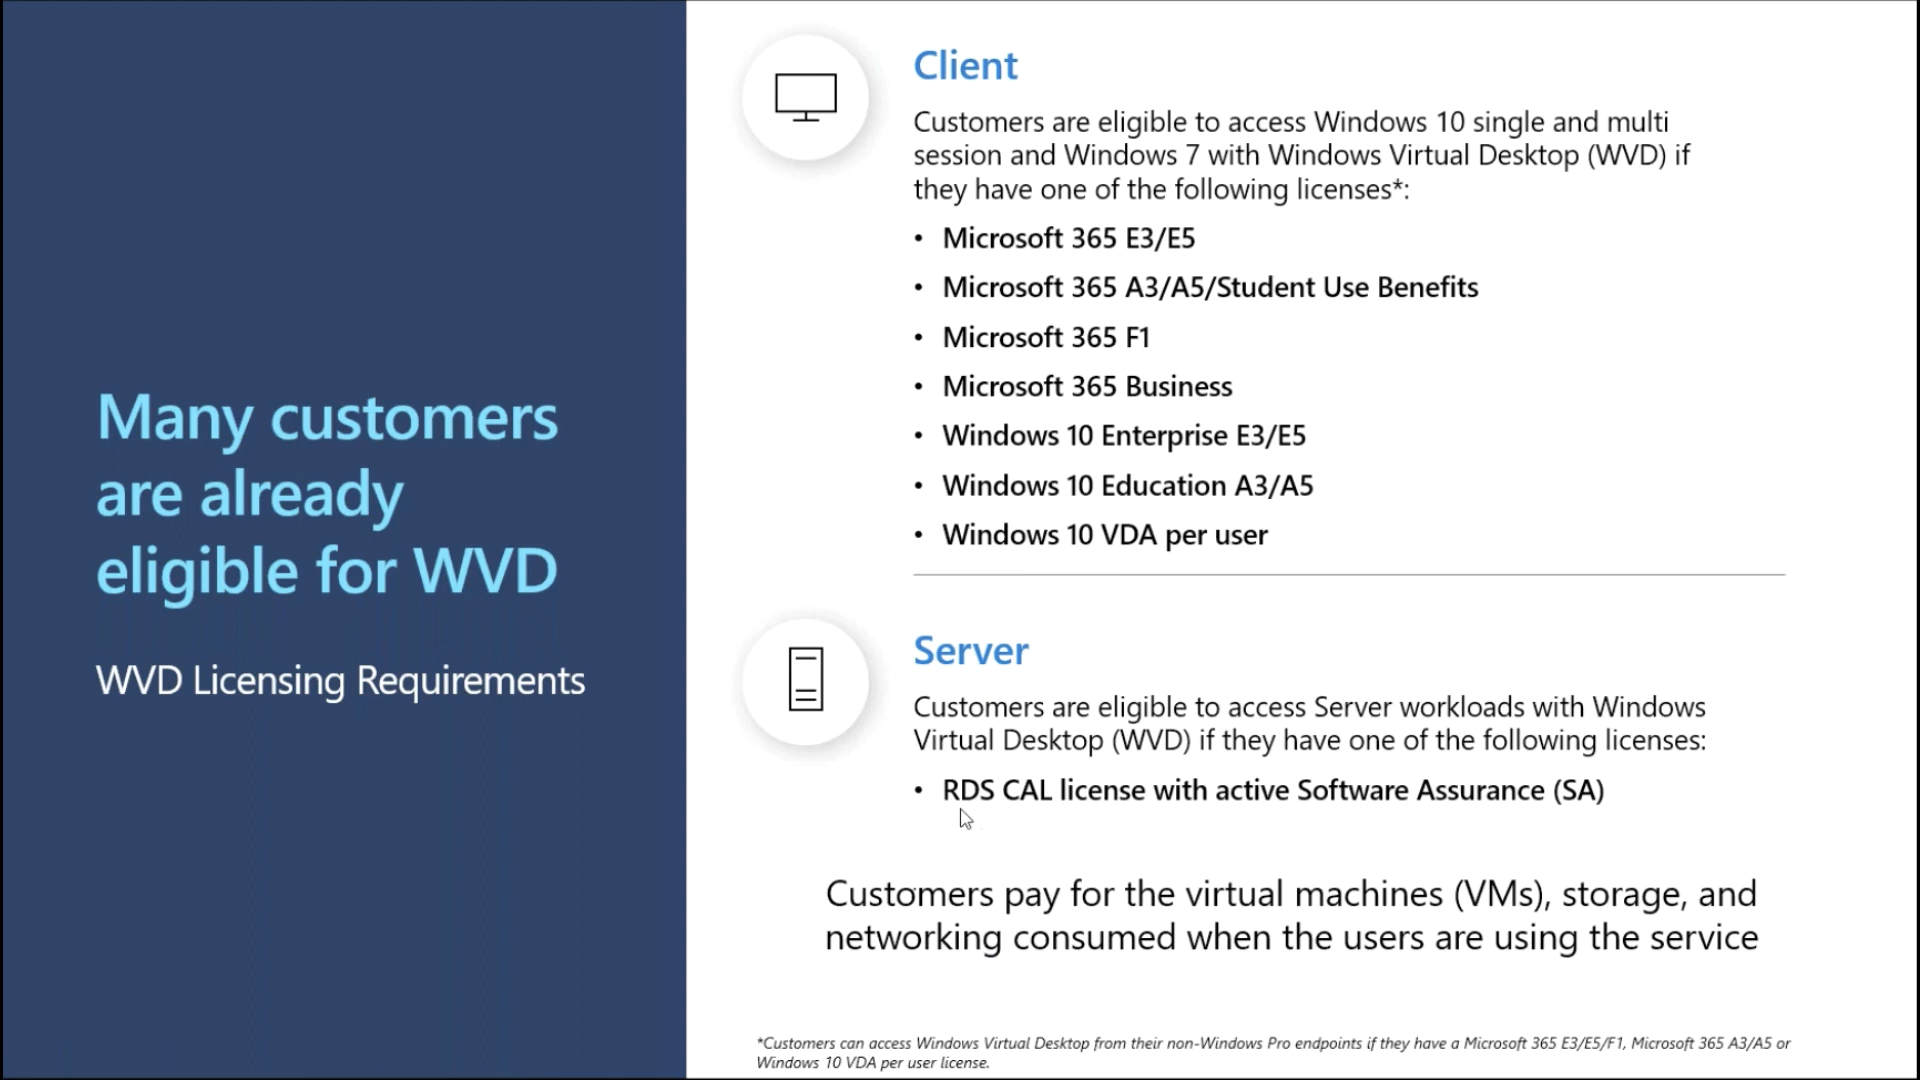 Many customers
are already
eligible for WVD
WVD Licensing Requirements
Client
Customers are eligible to access Windows 10 single and multi
session and Windows 7 with Windows Virtual Desktop (WVD) if
they have one of the following licenses*:
• Microsoft 365 E3/E5
• Microsoft 365 A3/A5/Student Use Benefits
• Microsoft 365 F1
• Microsoft 365 Business
• Windows 10 Enterprise E3/E5
• Windows 10 Education A3/A5
• Windows 10 VDA per user
Server
Customers are eligible to access Server workloads with Windows
Virtual Desktop (WVD) if they have one of the following licenses:
• RDS CAL license with active Software Assurance (SA)
Customers pay for the virtual machines (VMs), storage, and
networking consumed when the users are using the service
*Customers can access Windows Virtual Desktop from their non-Windows Pro endpoints if they have a Microsoft 365 E3/E5/F1, Microsoft 365 A3/A5 or
Windows 10 VDA per user license.